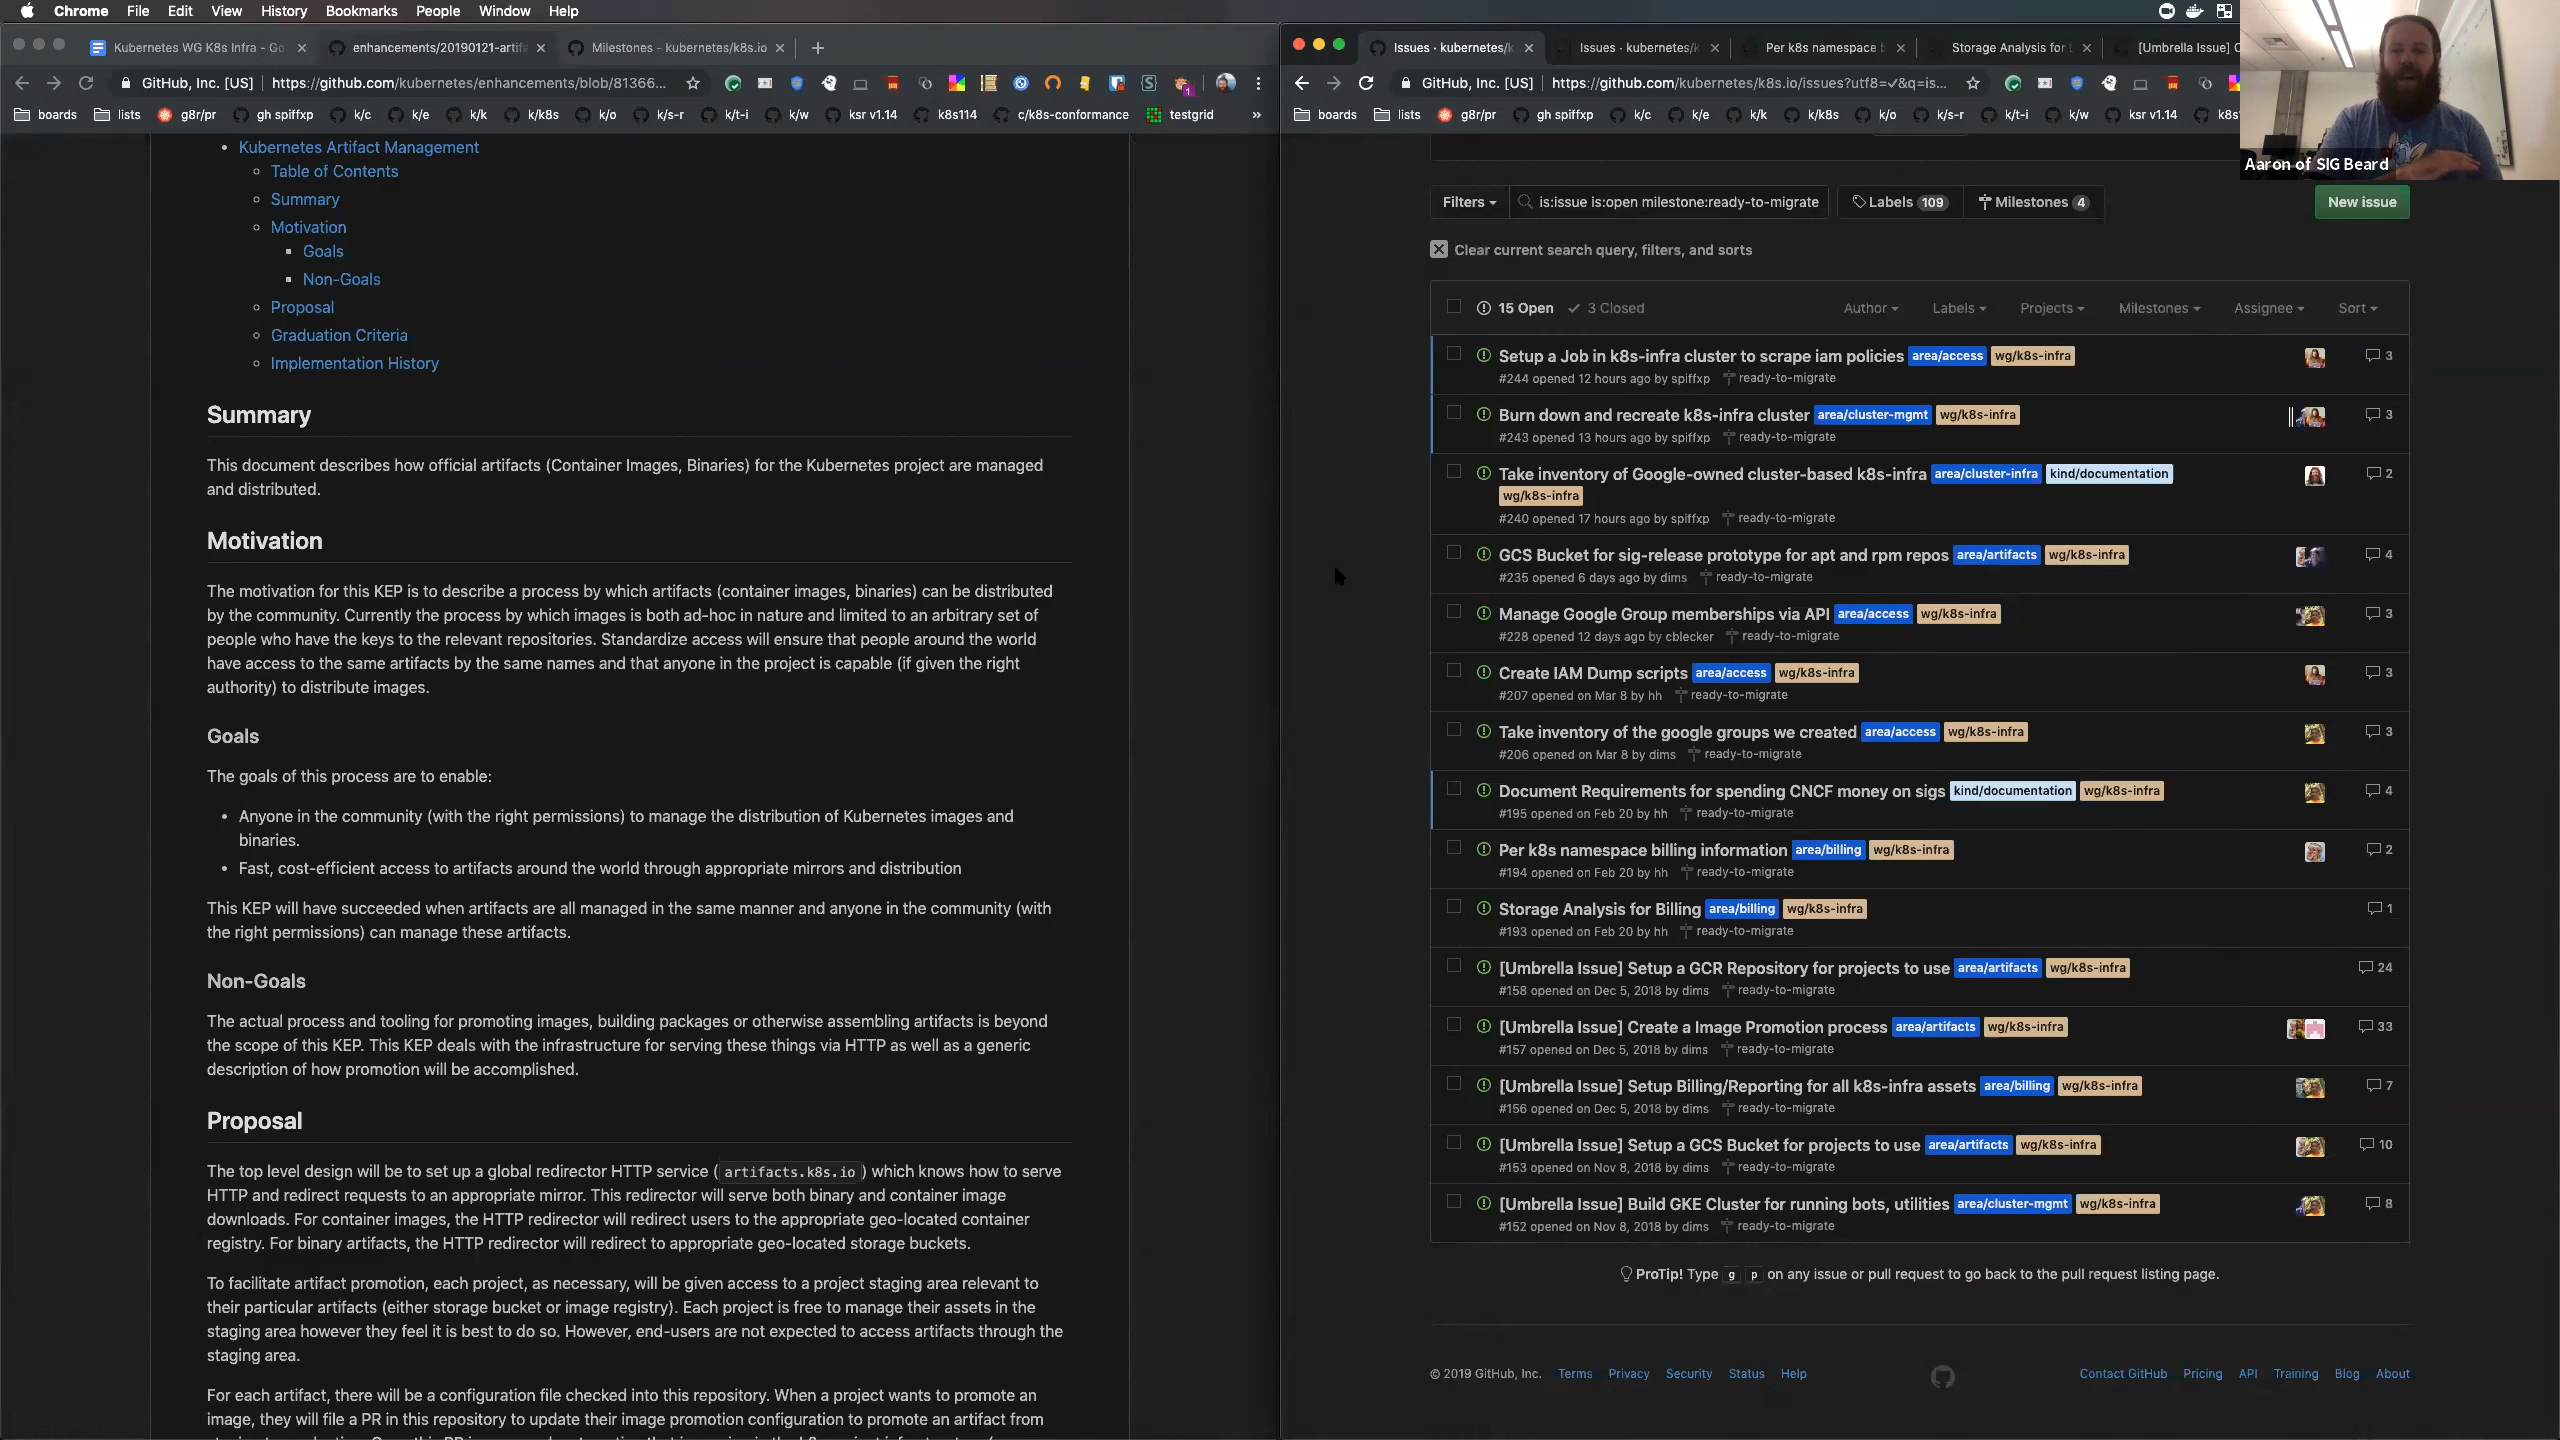 Chrome File Edit View History Bookmarks People Window Help
Kubernetes WG K8s Infra - Go
enhancements/20190121-artifa
Milestones - kubernetes/k8s.io
GitHub, Inc. [US] https://github.com/kubernetes/enhancements/blob/81366...
boards lists g8r/pr gh spiffxp k/c k/e k/k k/k8s k/o k/s-r k/t-i k/w ksr v1.14 k8s114 c/k8s-conformance testgrid »
Kubernetes Artifact Management
Table of Contents
Summary
Motivation
Goals
Non-Goals
Proposal
Graduation Criteria
Implementation History
Summary
This document describes how official artifacts (Container Images, Binaries) for the Kubernetes project are managed
and distributed.
Motivation
The motivation for this KEP is to describe a process by which artifacts (container images, binaries) can be distributed
by the community. Currently the process by which images is both ad-hoc in nature and limited to an arbitrary set of
people who have the keys to the relevant repositories. Standardize access will ensure that people around the world
have access to the same artifacts by the same names and that anyone in the project is capable (if given the right
authority) to distribute images.
Goals
The goals of this process are to enable:
Anyone in the community (with the right permissions) to manage the distribution of Kubernetes images and
binaries.
Fast, cost-efficient access to artifacts around the world through appropriate mirrors and distribution
This KEP will have succeeded when artifacts are all managed in the same manner and anyone in the community (with
the right permissions) can manage these artifacts.
Non-Goals
The actual process and tooling for promoting images, building packages or otherwise assembling artifacts is beyond
the scope of this KEP. This KEP deals with the infrastructure for serving these things via HTTP as well as a generic
description of how promotion will be accomplished.
Proposal
The top level design will be to set up a global redirector HTTP service ( artifacts.k8s.io ) which knows how to serve
HTTP and redirect requests to an appropriate mirror. This redirector will serve both binary and container image
downloads. For container images, the HTTP redirector will redirect users to the appropriate geo-located container
registry. For binary artifacts, the HTTP redirector will redirect to appropriate geo-located storage buckets.
To facilitate artifact promotion, each project, as necessary, will be given access to a project staging area relevant to
their particular artifacts (either storage bucket or image registry). Each project is free to manage their assets in the
staging area however they feel it is best to do so. However, end-users are not expected to access artifacts through the
staging area.
For each artifact, there will be a configuration file checked into this repository. When a project wants to promote an
image, they will file a PR in this repository to update their image promotion configuration to promote an artifact from
Issues · kubernetes/k
Issues · kubernetes/k
Per k8s namespace b
Storage Analysis for B
[Umbrella Issue] C
GitHub, Inc. [US] https://github.com/kubernetes/k8s.io/issues?utf8=✓&q=is...
boards lists g8r/pr gh spiffxp k/c k/e k/k k/k8s k/o k/s-r k/t-i k/w ksr v1.14 k8s1
Aaron of SIG Beard
Filters is:issue is:open milestone:ready-to-migrate Labels 109 Milestones 4 New issue
Clear current search query, filters, and sorts
15 Open 3 Closed Author Labels Projects Milestones Assignee Sort
Setup a Job in k8s-infra cluster to scrape iam policies area/access wg/k8s-infra 3
#244 opened 12 hours ago by spiffxp ready-to-migrate
Burn down and recreate k8s-infra cluster area/cluster-mgmt wg/k8s-infra 3
#243 opened 13 hours ago by spiffxp ready-to-migrate
Take inventory of Google-owned cluster-based k8s-infra area/cluster-infra kind/documentation 2
wg/k8s-infra
#240 opened 17 hours ago by spiffxp ready-to-migrate
GCS Bucket for sig-release prototype for apt and rpm repos area/artifacts wg/k8s-infra 4
#235 opened 6 days ago by dims ready-to-migrate
Manage Google Group memberships via API area/access wg/k8s-infra 3
#228 opened 12 days ago by cblecker ready-to-migrate
Create IAM Dump scripts area/access wg/k8s-infra 3
#207 opened on Mar 8 by hh ready-to-migrate
Take inventory of the google groups we created area/access wg/k8s-infra 3
#206 opened on Mar 8 by dims ready-to-migrate
Document Requirements for spending CNCF money on sigs kind/documentation wg/k8s-infra 4
#195 opened on Feb 20 by hh ready-to-migrate
Per k8s namespace billing information area/billing wg/k8s-infra 2
#194 opened on Feb 20 by hh ready-to-migrate
Storage Analysis for Billing area/billing wg/k8s-infra 1
#193 opened on Feb 20 by hh ready-to-migrate
[Umbrella Issue] Setup a GCR Repository for projects to use area/artifacts wg/k8s-infra 24
#158 opened on Dec 5, 2018 by dims ready-to-migrate
[Umbrella Issue] Create a Image Promotion process area/artifacts wg/k8s-infra 33
#157 opened on Dec 5, 2018 by dims ready-to-migrate
[Umbrella Issue] Setup Billing/Reporting for all k8s-infra assets area/billing wg/k8s-infra 7
#156 opened on Dec 5, 2018 by dims ready-to-migrate
[Umbrella Issue] Setup a GCS Bucket for projects to use area/artifacts wg/k8s-infra 10
#153 opened on Nov 8, 2018 by dims ready-to-migrate
[Umbrella Issue] Build GKE Cluster for running bots, utilities area/cluster-mgmt wg/k8s-infra 8
#152 opened on Nov 8, 2018 by dims ready-to-migrate
ProTip! Type g p on any issue or pull request to go back to the pull request listing page.
© 2019 GitHub, Inc. Terms Privacy Security Status Help Contact GitHub Pricing API Training Blog About